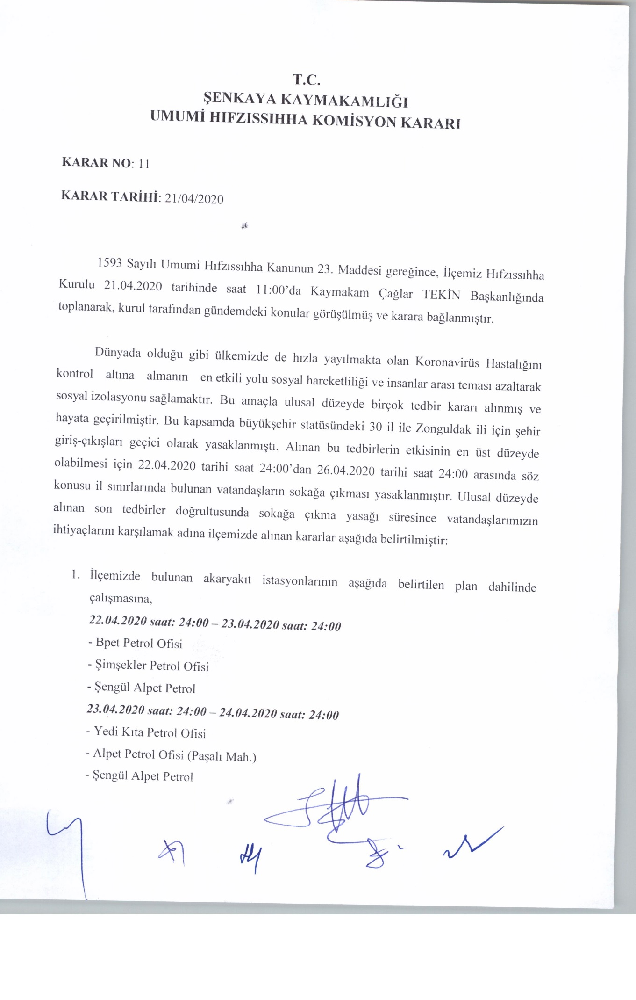 T.C.
ŞENKAYA KAYMAKAMLIĞI
UMUMİ HIFZISSIHHA KOMİSYON KARARI
KARAR NO: 11
KARAR TARİHİ: 21/04/2020
1593 Sayılı Umumi Hıfzıssıhha Kanunun 23. Maddesi gereğince, İlçemiz Hıfzıssıhha
Kurulu 21.04.2020 tarihinde saat 11:00’da Kaymakam Çağlar TEKİN Başkanlığında
toplanarak, kurul tarafından gündemdeki konular görüşülmüş ve karara bağlanmıştır.
Dünyada olduğu gibi ülkemizde de hızla yayılmakta olan Koronavirüs Hastalığını
kontrol altına almanın en etkili yolu sosyal hareketliliği ve insanlar arası teması azaltarak
sosyal izolasyonu sağlamaktır. Bu amaçla ulusal düzeyde birçok tedbir kararı alınmış ve
hayata geçirilmiştir. Bu kapsamda büyükşehir statüsündeki 30 il ile Zonguldak ili için şehir
giriş-çıkışları geçici olarak yasaklanmıştı. Alınan bu tedbirlerin etkisinin en üst düzeyde
olabilmesi için 22.04.2020 tarihi saat 24:00’dan 26.04.2020 tarihi saat 24:00 arasında söz
konusu il sınırlarında bulunan vatandaşların sokağa çıkması yasaklanmıştır. Ulusal düzeyde
alınan son tedbirler doğrultusunda sokağa çıkma yasağı süresince vatandaşlarımızın
ihtiyaçlarını karşılamak adına ilçemizde alınan kararlar aşağıda belirtilmiştir:
1. İlçemizde bulunan akaryakıt istasyonlarının aşağıda belirtilen plan dahilinde
çalışmasına,
22.04.2020 saat: 24:00 – 23.04.2020 saat: 24:00
- Bpet Petrol Ofisi
- Şimşekler Petrol Ofisi
- Şengül Alpet Petrol
23.04.2020 saat: 24:00 – 24.04.2020 saat: 24:00
- Yedi Kıta Petrol Ofisi
- Alpet Petrol Ofisi (Paşalı Mah.)
- Şengül Alpet Petrol